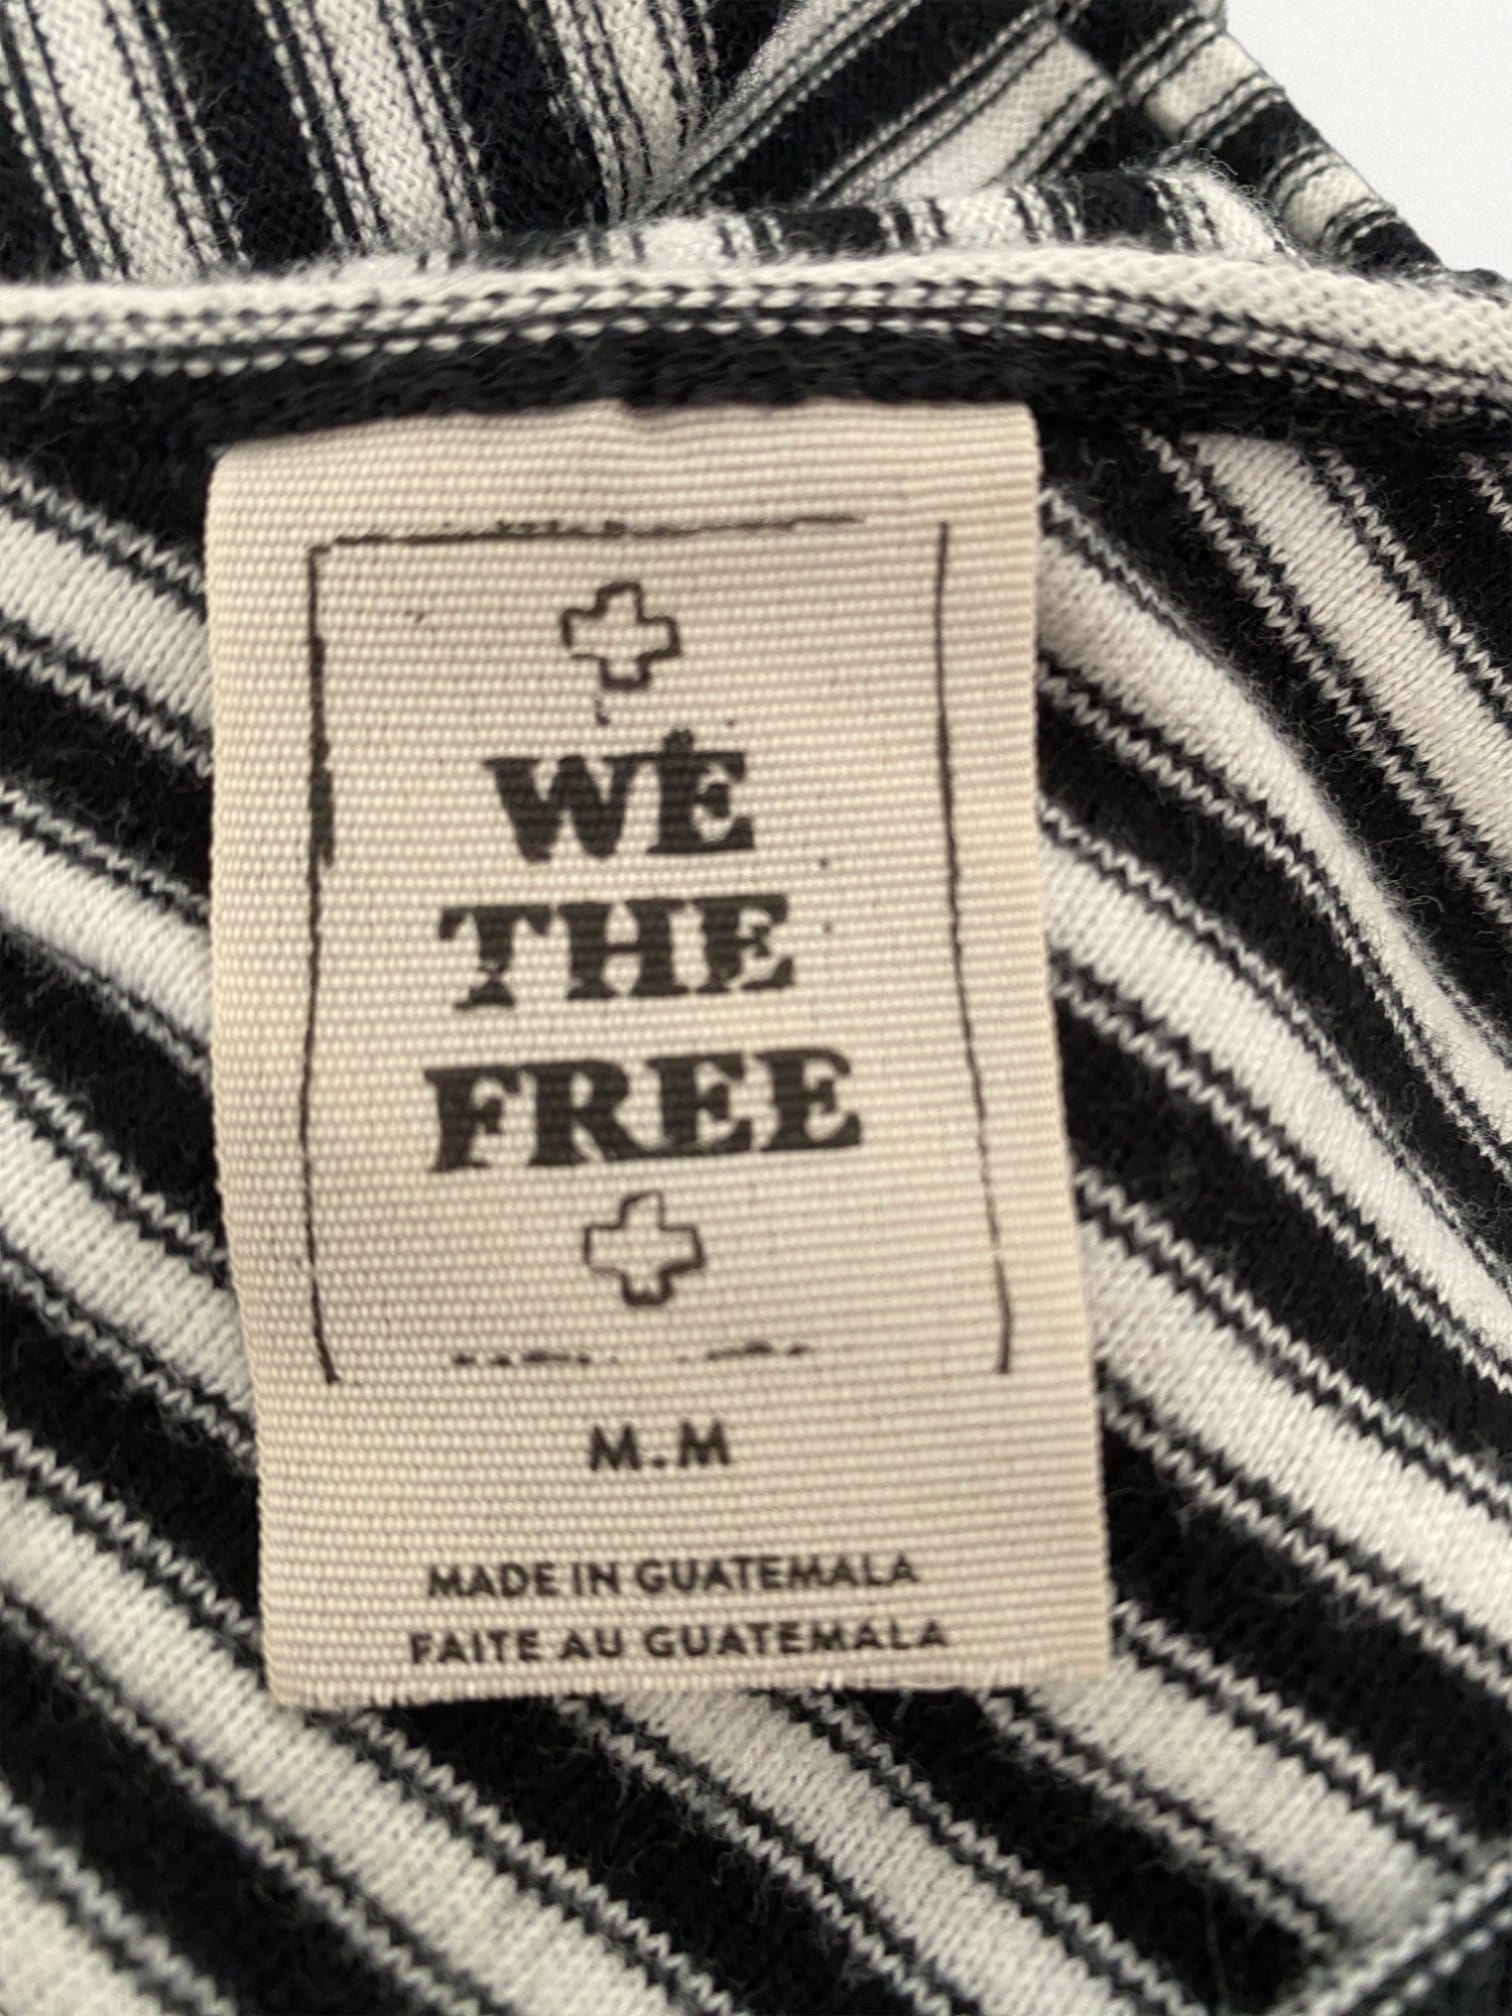 WE
THE
FREE
M.M
MADE IN GUATEMALA
FAITE AU GUATEMALA